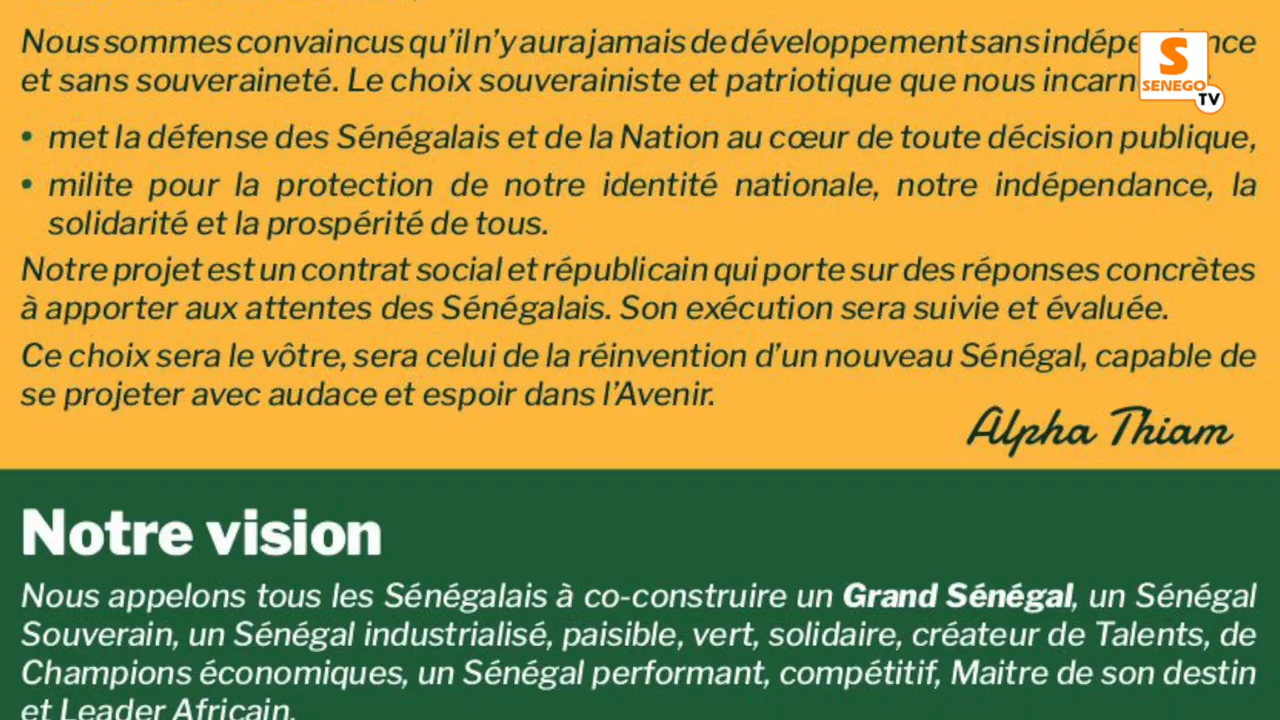 Nous sommes convaincus qu'il n'y aura jamais de développement sans
et sans souveraineté. Le choix souverainiste et patriotique que nous
• met la défense des Sénégalais et de la Nation au cœur de toute décision publique,
• milite pour la protection de notre identité nationale, notre indépendance, la
solidarité et la prospérité de tous.
Notre projet est un contrat social et républicain qui porte sur des réponses concrètes
à apporter aux attentes des Sénégalais. Son exécution sera suivie et évaluée.
Ce choix sera le vôtre, sera celui de la réinvention d'un nouveau Sénégal, capable de
se projeter avec audace et espoir dans l'Avenir.
Alpha Thiam
Notre vision
Nous appelons tous les Sénégalais à co-construire un Grand Sénégal, un Sénégal
Souverain, un Sénégal industrialisé, paisible, vert, solidaire, créateur de Talents, de
Champions économiques, un Sénégal performant, compétitif, Maitre de son destin
et Leader Africain.
S
SENEGO
TV